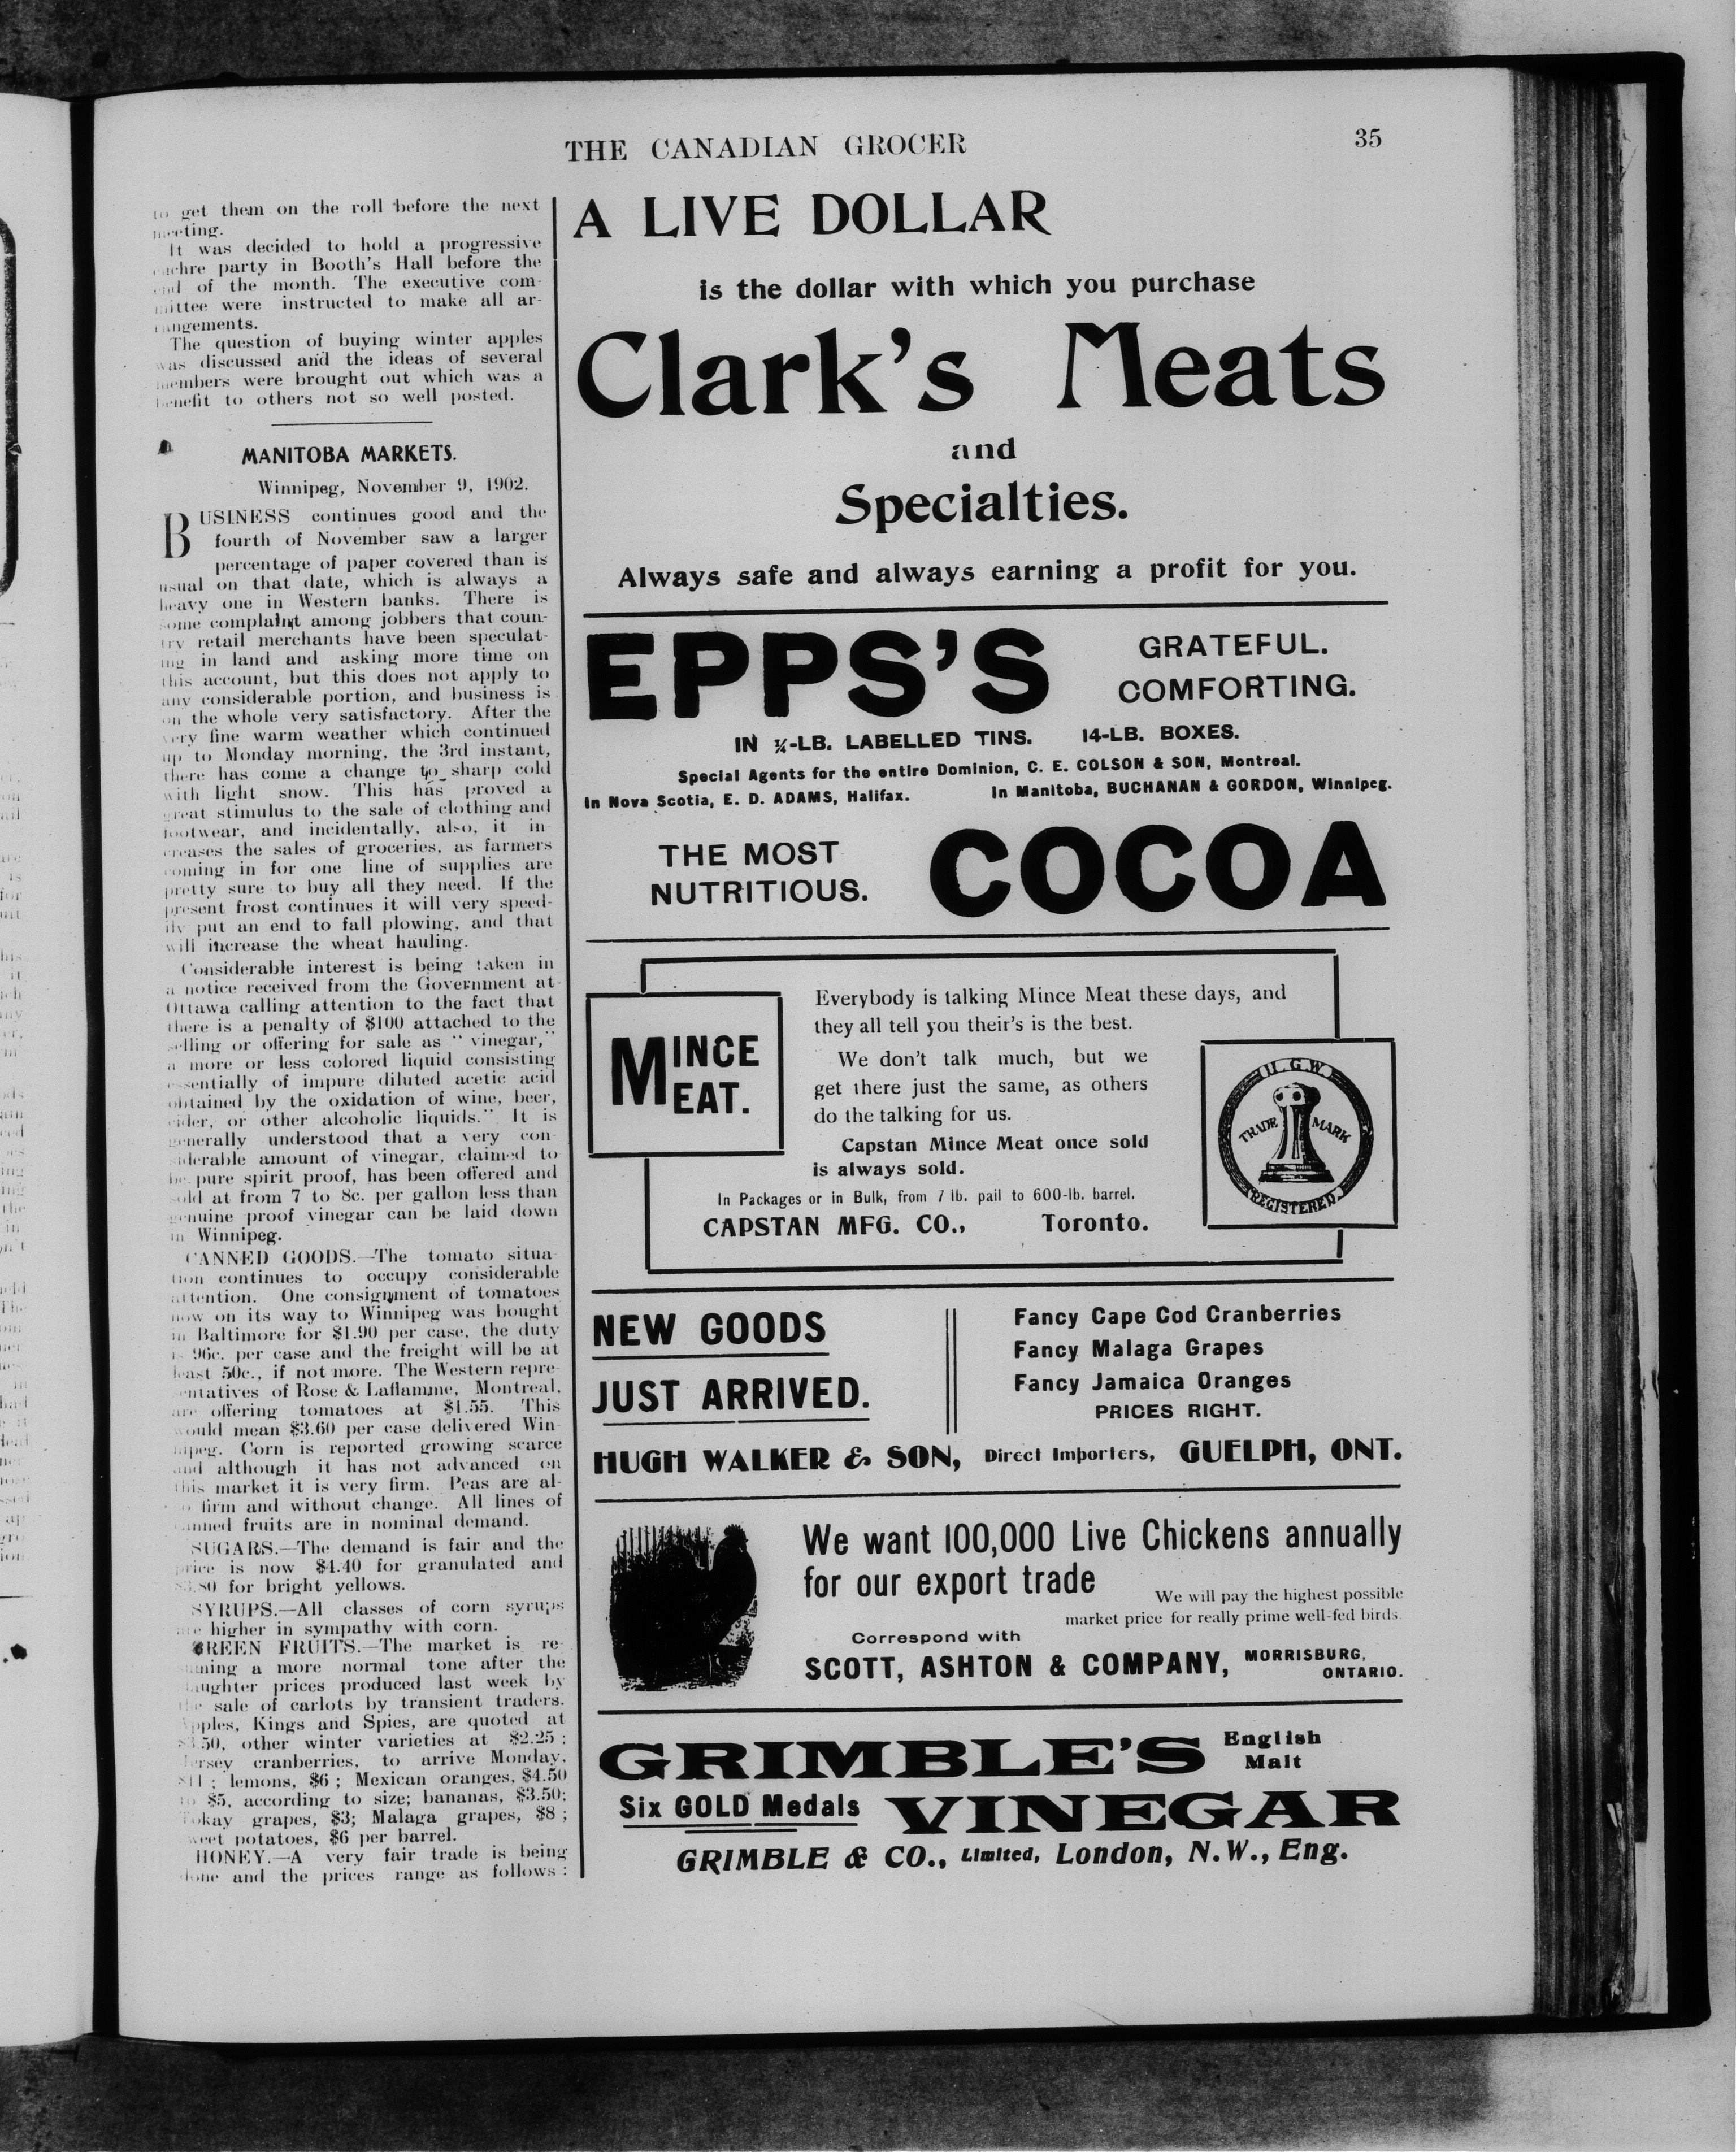 THE CANADIAN GROCER
35
to get them on the roll before the next
meeting.
It was decided to hold a progressive
euchre party in Booth's Hall before the
end of the month. The executive com-
mittee were instructed to make all ar-
rangements.
The question of buying winter apples
was discussed and the ideas of several
members were brought out which was a
benefit to others not so well posted.
MANITOBA MARKETS.
Winnipeg, November 9, 1902.
BUSINESS continues good and the
fourth of November saw a larger
percentage of paper covered than is
usual on that date, which is always a
heavy one in Western banks. There is
some complaint among jobbers that coun-
try retail merchants have been speculat-
ing in land and asking more time on
this account, but this does not apply to
any considerable portion, and business is
on the whole very satisfactory. After the
very fine warm weather which continued
up to Monday morning, the 3rd instant,
there has come a change to sharp cold
with light snow. This has proved a
great stimulus to the sale of clothing and
footwear, and incidentally, also, it in-
creases the sales of groceries, as farmers
coming in for one line of supplies are
pretty sure to buy all they need. If the
present frost continues it will very speed-
ily put an end to fall plowing, and that
will increase the wheat hauling.
Considerable interest is being taken in
a notice received from the Government at
Ottawa calling attention to the fact that
there is a penalty of $100 attached to the
selling or offering for sale as "vinegar,"
a more or less colored liquid consisting
essentially of impure diluted acetic acid
obtained by the oxidation of wine, beer,
cider, or other alcoholic liquids." It is
generally understood that a very con-
siderable amount of vinegar, claimed to
be pure spirit proof, has been offered and
sold at from 7 to 8c. per gallon less than
genuine proof vinegar can be laid down
in Winnipeg.
CANNED GOODS.—The tomato situa-
tion continues to occupy considerable
attention. One consignment of tomatoes
now on its way to Winnipeg was bought
in Baltimore for $1.90 per case, the duty
is 96c. per case and the freight will be at
least 50c., if not more. The Western repre-
sentatives of Rose & Laflamme, Montreal,
are offering tomatoes at $1.55. This
would mean $3.60 per case delivered Win-
nipeg. Corn is reported growing scarce
and although it has not advanced on
this market it is very firm. Peas are al-
so firm and without change. All lines of
canned fruits are in nominal demand.
SUGARS.—The demand is fair and the
price is now $4.40 for granulated and
$3.80 for bright yellows.
SYRUPS.—All classes of corn syrups
are higher in sympathy with corn.
GREEN FRUITS.—The market is re-
suming a more normal tone after the
slaughter prices produced last week by
the sale of carlots by transient traders.
Apples, Kings and Spies, are quoted at
$3.50, other winter varieties at $2.25;
Jersey cranberries, to arrive Monday,
$11; lemons, $6; Mexican oranges, $4.50
to $5, according to size; bananas, $3.50;
Tokay grapes, $3; Malaga grapes, $8;
sweet potatoes, $6 per barrel.
HONEY.—A very fair trade is being
done and the prices range as follows:
A LIVE DOLLAR
is the dollar with which you purchase
Clark's Meats
and
Specialties.
Always safe and always earning a profit for you.
EPPS'S
GRATEFUL.
COMFORTING.
IN ¼-LB. LABELLED TINS. 14-LB. BOXES.
Special Agents for the entire Dominion, C. E. COLSON & SON, Montreal.
In Nova Scotia, E. D. ADAMS, Halifax. In Manitoba, BUCHANAN & GORDON, Winnipeg.
THE MOST
NUTRITIOUS.
COCOA
MINCE
MEAT.
Everybody is talking Mince Meat these days, and
they all tell you their's is the best.
We don't talk much, but we
get there just the same, as others
do the talking for us.
Capstan Mince Meat once sold
is always sold.
In Packages or in Bulk, from 7 lb. pail to 600-lb. barrel.
CAPSTAN MFG. CO., Toronto.
H.G.W.
TRADE MARK
REGISTERED.
NEW GOODS
JUST ARRIVED.
Fancy Cape Cod Cranberries
Fancy Malaga Grapes
Fancy Jamaica Oranges
PRICES RIGHT.
HUGH WALKER & SON, Direct Importers, GUELPH, ONT.
We want 100,000 Live Chickens annually
for our export trade
We will pay the highest possible
market price for really prime well-fed birds.
Correspond with
SCOTT, ASHTON & COMPANY, MORRISBURG,
ONTARIO.
GRIMBLE'S English
Malt
Six GOLD Medals VINEGAR
GRIMBLE & CO., Limited, London, N.W., Eng.